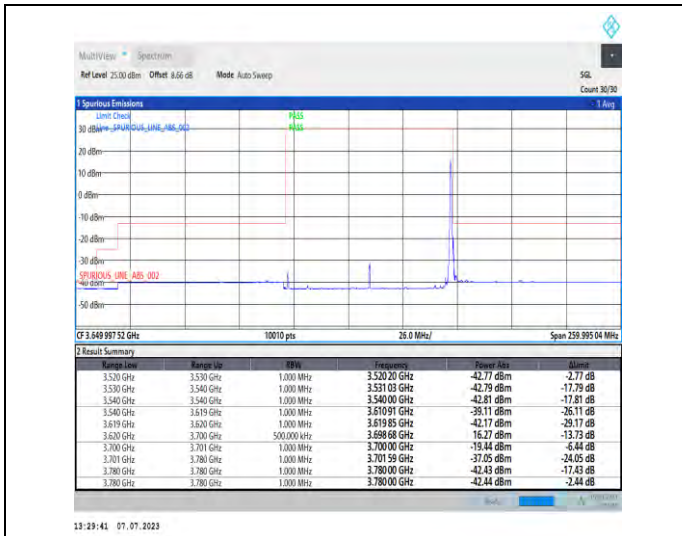 MultiView Spectrum
Ref Level 25.00 dBm Offset 8.66 dB Mode Auto Sweep SGL
Count 30/30
1 Spurious Emissions 1 Avg
Limit Check PASS
30 dBm Line _SPURIOUS_LINE_ABS_002 PASS
20 dBm
10 dBm
0 dBm
-10 dBm
-20 dBm
-30 dBm
SPURIOUS_LINE_ABS_002
-40 dBm
-50 dBm
CF 3.649 997 52 GHz 10010 pts 26.0 MHz/ Span 259.995 04 MHz
2 Result Summary
Range Low Range Up RBW Frequency Power Abs ΔLimit
3.520 GHz 3.530 GHz 1.000 MHz 3.520 20 GHz -42.77 dBm -2.77 dB
3.530 GHz 3.540 GHz 1.000 MHz 3.531 03 GHz -42.79 dBm -17.79 dB
3.540 GHz 3.540 GHz 1.000 MHz 3.540 00 GHz -42.81 dBm -17.81 dB
3.540 GHz 3.619 GHz 1.000 MHz 3.610 91 GHz -39.11 dBm -26.11 dB
3.619 GHz 3.620 GHz 1.000 MHz 3.619 85 GHz -42.17 dBm -29.17 dB
3.620 GHz 3.700 GHz 500.000 kHz 3.698 68 GHz 16.27 dBm -13.73 dB
3.700 GHz 3.701 GHz 1.000 MHz 3.700 00 GHz -19.44 dBm -6.44 dB
3.701 GHz 3.780 GHz 1.000 MHz 3.701 59 GHz -37.05 dBm -24.05 dB
3.780 GHz 3.780 GHz 1.000 MHz 3.780 00 GHz -42.43 dBm -17.43 dB
3.780 GHz 3.780 GHz 1.000 MHz 3.780 00 GHz -42.44 dBm -2.44 dB
13:29:41 07.07.2023